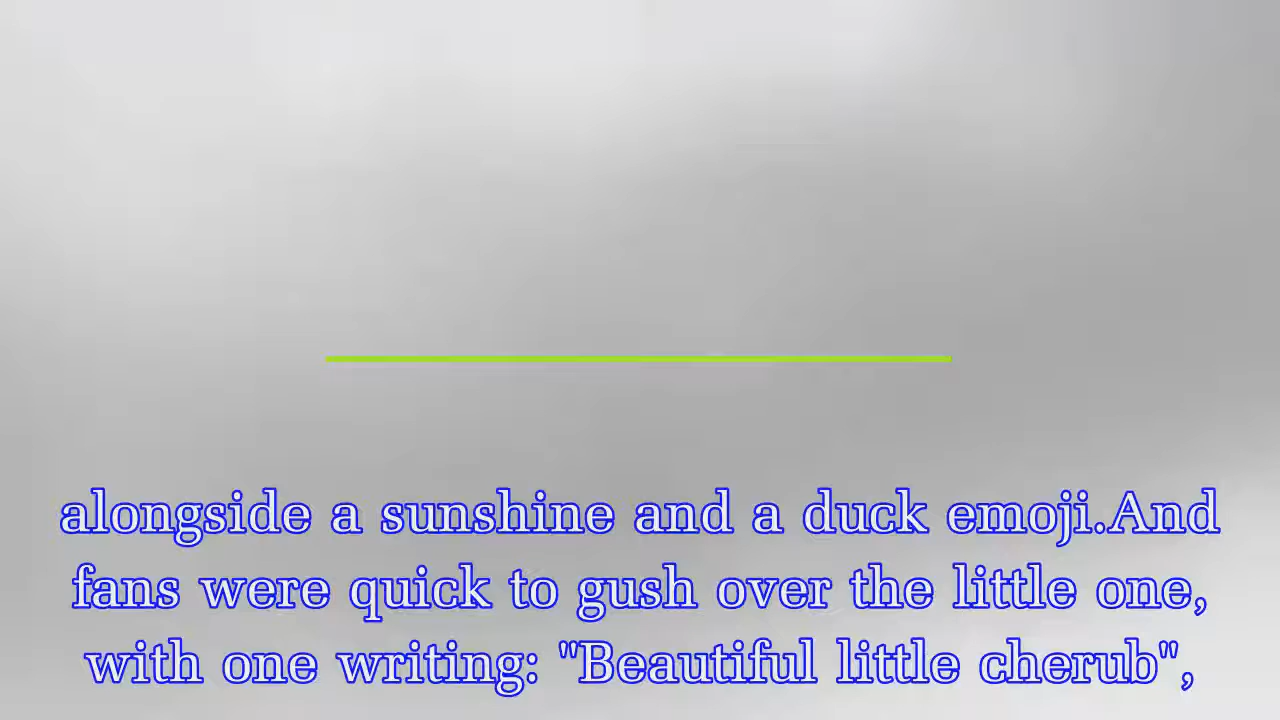 alongside a sunshine and a duck emoji.And
fans were quick to gush over the little one,
with one writing: "Beautiful little cherub",